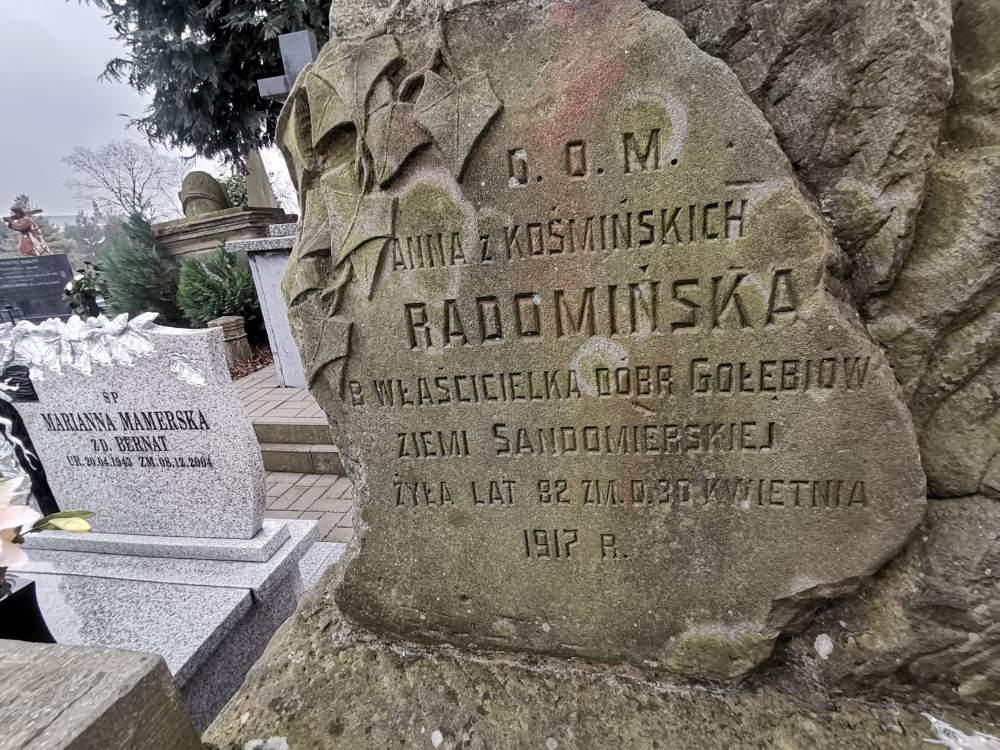 D. O. M.
ANNA z KOŚMIŃSKICH
RADOMIŃSKA
B WŁAŚCICIELKA DÓBR GOŁĘBIÓW
ZIEMI SANDOMIERSKIEJ
ŻYŁA LAT 82 ZM. D. 30 KWIETNIA
1917 R.
ŚP
MARIANNA MAMERSKA
Z D. BERNAT
UR. 20.04.1943 ZM. 08.12.2004